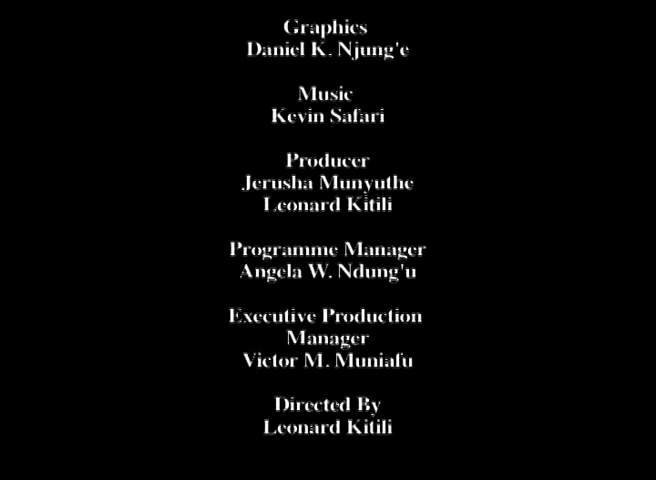 Graphics
Daniel K. Njung'e
Music
Kevin Safari
Producer
Jerusha Munyuthe
Leonard Kitili
Programme Manager
Angela W. Ndung'u
Executive Production
Manager
Victor M. Muniafu
Directed By
Leonard Kitili